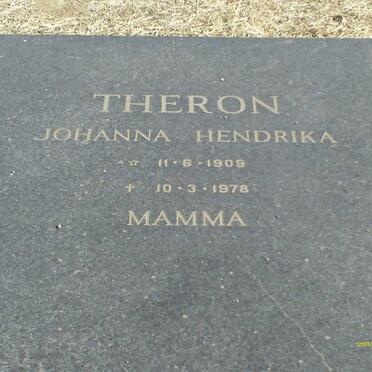 THERON
JOHANNA HENDRIKA
☆ 11-6-1909
+ 10-3-1978
MAMMA